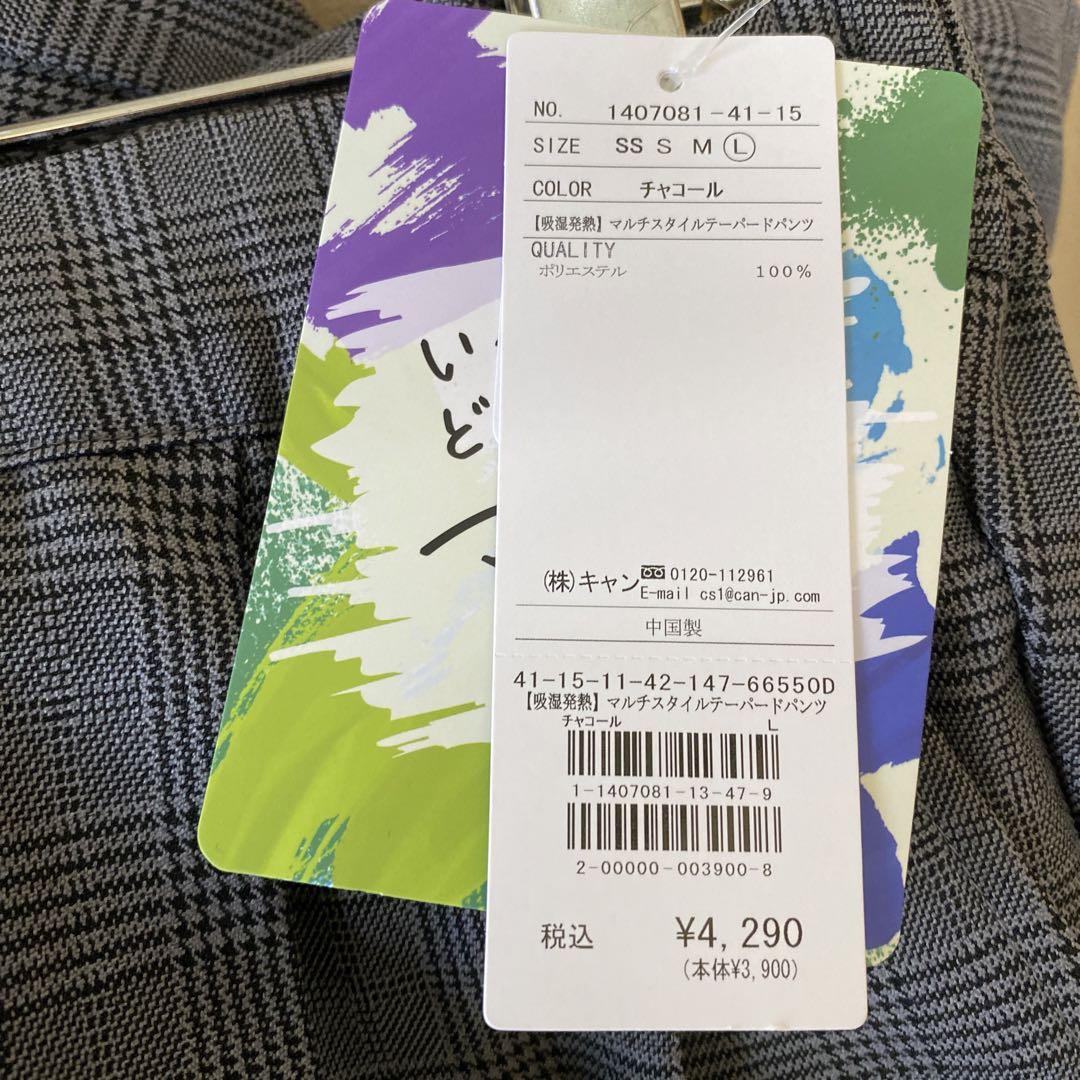 NO. 1407081-41-15
SIZE SS S M L
COLOR チャコール
【吸湿発熱】マルチスタイルテーパードパンツ
QUALITY
ポリエステル 100%
い
ど
(株)キャン 0120-112961
E-mail cs1@can-jp.com
中国製
41-15-11-42-147-66550D
【吸湿発熱】マルチスタイルテーパードパンツ
チャコール L
1-1407081-13-47-9
2-00000-003900-8
税込 ¥4,290
(本体¥3,900)